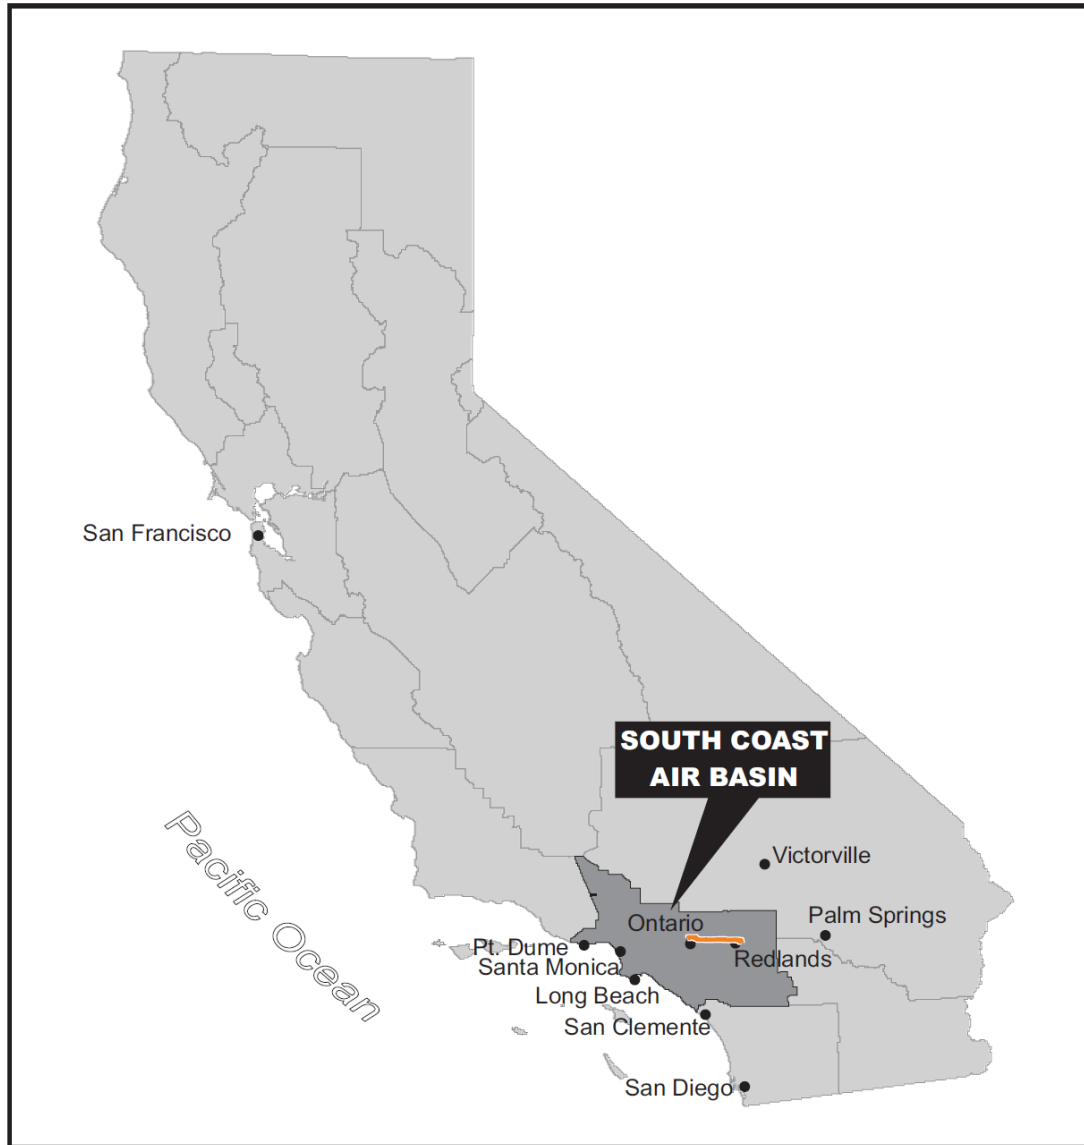 San Francisco
SOUTH COAST
AIR BASIN
Pacific Ocean
Victorville
Palm Springs
Ontario
Redlands
Pt. Dume
Santa Monica
Long Beach
San Clemente
San Diego